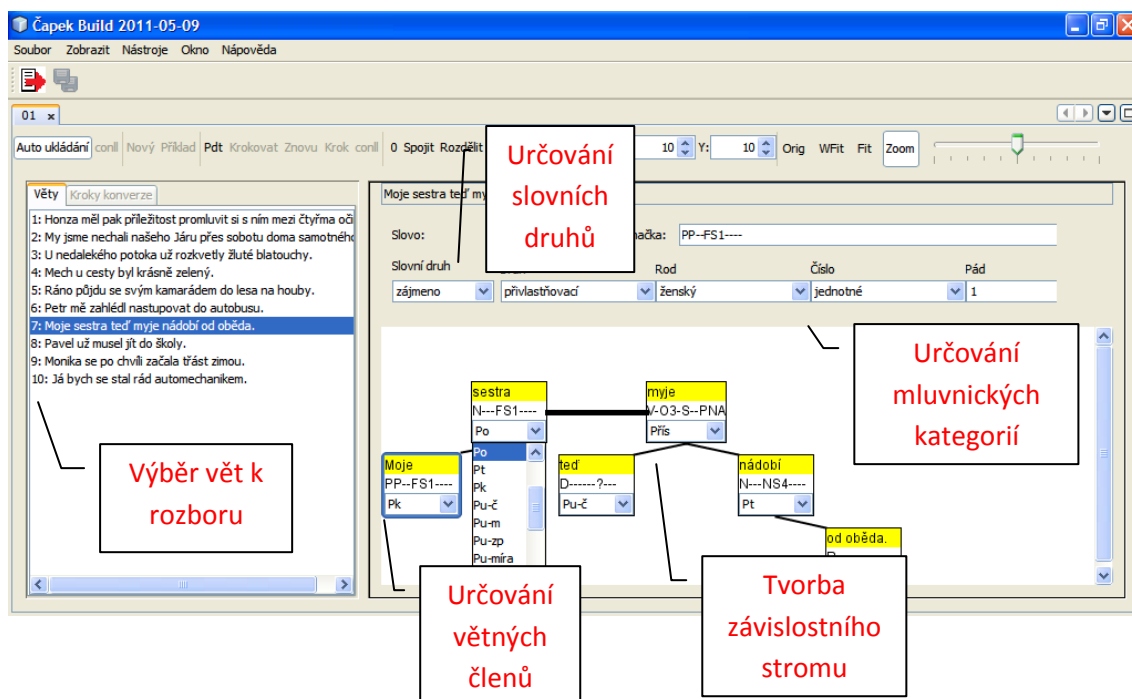 Čapek Build 2011-05-09
Soubor Zobrazit Nástroje Okno Nápověda
01 x
Auto ukládání conll Nový Příklad Pdt Krokovat Znovu Krok conll 0 Spojit Rozdělit 10 Y: 10 Orig WFit Fit Zoom
Určování
slovních
druhů
Věty Kroky konverze
1: Honza měl pak příležitost promluvit si s ním mezi čtyřma oči
2: My jsme nechali našeho Járu přes sobotu doma samotného
3: U nedalekého potoka už rozkvetly žluté blatouchy.
4: Mech u cesty byl krásně zelený.
5: Ráno půjdu se svým kamarádem do lesa na houby.
6: Petr mě zahlédl nastupovat do autobusu.
7: Moje sestra teď myje nádobí od oběda.
8: Pavel už musel jít do školy.
9: Monika se po chvíli začala třást zimou.
10: Já bych se stal rád automechanikem.
Výběr vět k
rozboru
Moje sestra teď my
Slovo: načka: PP--FS1----
Slovní druh Rod Číslo Pád
zájmeno přivlastňovací ženský jednotné 1
Určování
mluvnických
kategorií
sestra
N---FS1----
Po
myje
V-O3-S--PNA
Přís
Po
Pt
Pk
Pu-č
Pu-m
Pu-zp
Pu-míra
Moje
PP--FS1----
Pk
teď
D------?---
Pu-č
nádobí
N---NS4----
Pt
od oběda.
Určování
větných
členů
Tvorba
závislostního
stromu